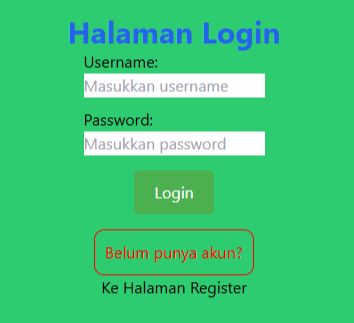 Halaman Login
Username:
Masukkan username
Password:
Masukkan password
Login
Belum punya akun?
Ke Halaman Register